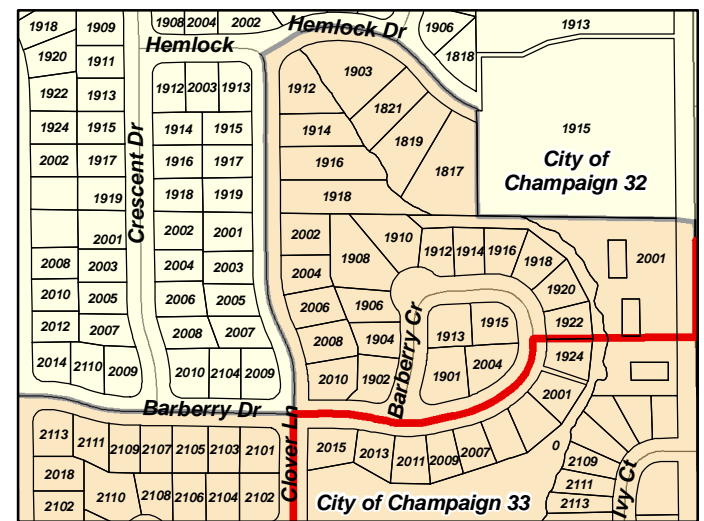 1918 1909 1908 2004 2002 Hemlock Dr 1906 1913
1920 1911 Hemlock 1903 1818
1922 1913 1912 2003 1913 1912 1821
1924 1915 1914 1915 1914 1819 1915
2002 1917 1916 1917 1916 1817 City of
Champaign 32
1919 1918 1919 1918
Crescent Dr
2001 2002 2001 2002 1910 1912 1914 1916 2001
2008 2003 2004 2003 2004 1908 1918
2010 2005 2006 2005 2006 1906 1920
2012 2007 2008 2007 2008 1904 1913 1915 1922
2014 2110 2009 2010 2104 2009 2010 1902 1901 2004 1924
Barberry Cr
Barberry Dr 2001
Clover Ln
2113 2111 2109 2107 2105 2103 2101 2015 2013 2011 2009 2007 0
2018 2109
2102 2110 2108 2106 2104 2102 City of Champaign 33 2111
2113
Ivy Ct